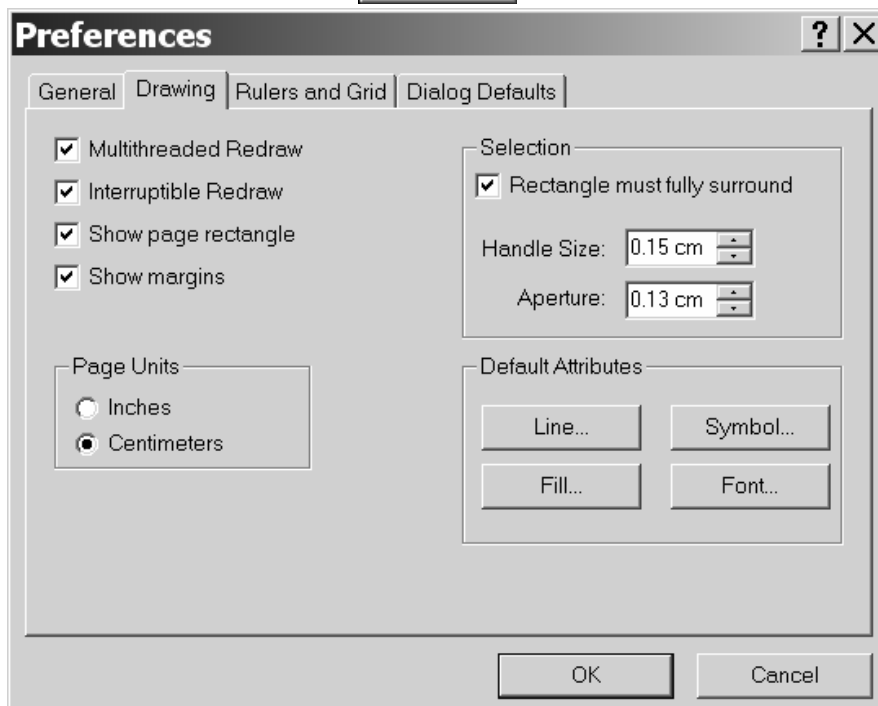 Preferences
?
General Drawing Rulers and Grid Dialog Defaults
Multithreaded Redraw
Interruptible Redraw
Show page rectangle
Show margins
Selection
Rectangle must fully surround
Handle Size: 0.15 cm
Aperture: 0.13 cm
Page Units
Inches
Centimeters
Default Attributes
Line... Symbol...
Fill... Font...
OK Cancel